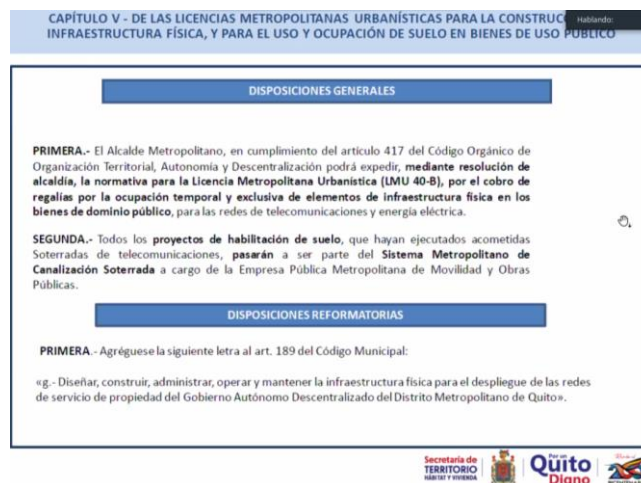 CAPÍTULO V - DE LAS LICENCIAS METROPOLITANAS URBANÍSTICAS PARA LA
Hablando:
INFRAESTRUCTURA FÍSICA, Y PARA EL USO Y OCUPACIÓN DE SUELO EN BIENES DE USO PÚBLICO
DISPOSICIONES GENERALES
PRIMERA.- El Alcalde Metropolitano, en cumplimiento del artículo 417 del Código Orgánico de
Organización Territorial, Autonomía y Descentralización podrá expedir, mediante resolución de
alcaldía, la normativa para la Licencia Metropolitana Urbanística (LMU 40-B), por el cobro de
regalías por la ocupación temporal y exclusiva de elementos de infraestructura física en los
bienes de dominio público, para las redes de telecomunicaciones y energía eléctrica.
SEGUNDA.- Todos los proyectos de habilitación de suelo, que hayan ejecutados acometidas
Soterradas de telecomunicaciones, pasarán a ser parte del Sistema Metropolitano de
Canalización Soterrada a cargo de la Empresa Pública Metropolitana de Movilidad y Obras
Públicas.
DISPOSICIONES REFORMATORIAS
PRIMERA.- Agréguese la siguiente letra al art. 189 del Código Municipal:
«g.- Diseñar, construir, administrar, operar y mantener la infraestructura física para el despliegue de las redes
de servicio de propiedad del Gobierno Autónomo Descentralizado del Distrito Metropolitano de Quito».
Secretaría de
TERRITORIO
HÁBITAT Y VIVIENDA
Por un
Quito
Digno